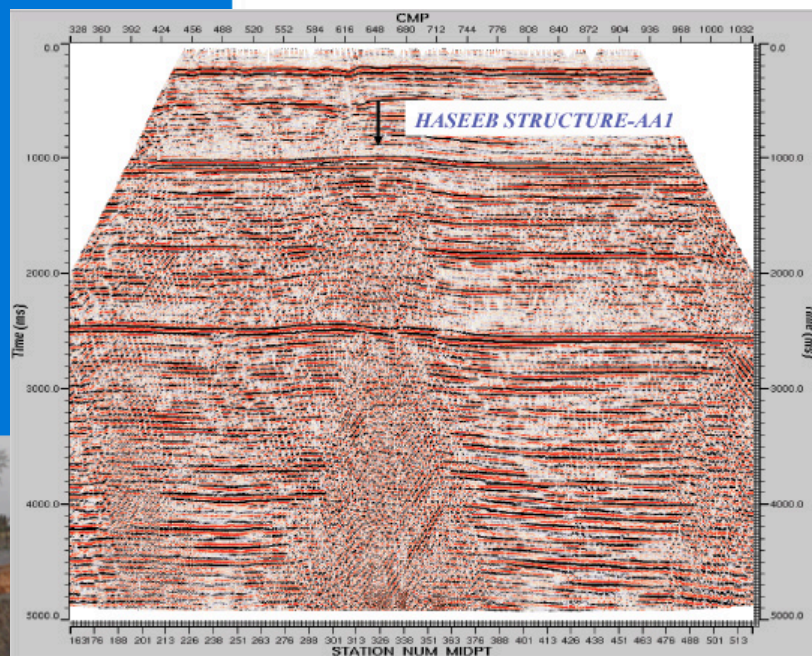 CMP
328 360 392 424 456 488 520 552 584 616 648 680 712 744 776 808 840 872 904 936 968 1000 1032
0.0 0.0
HASEEB STRUCTURE-AA1
1000.0 1000.0
2000.0 2000.0
Time (ms) Time (ms)
3000.0 3000.0
4000.0 4000.0
5000.0 5000.0
163 176 188 201 213 226 238 251 263 276 288 301 313 326 338 351 363 376 388 401 413 426 438 451 463 476 488 501 513
STATION NUM MIDPT